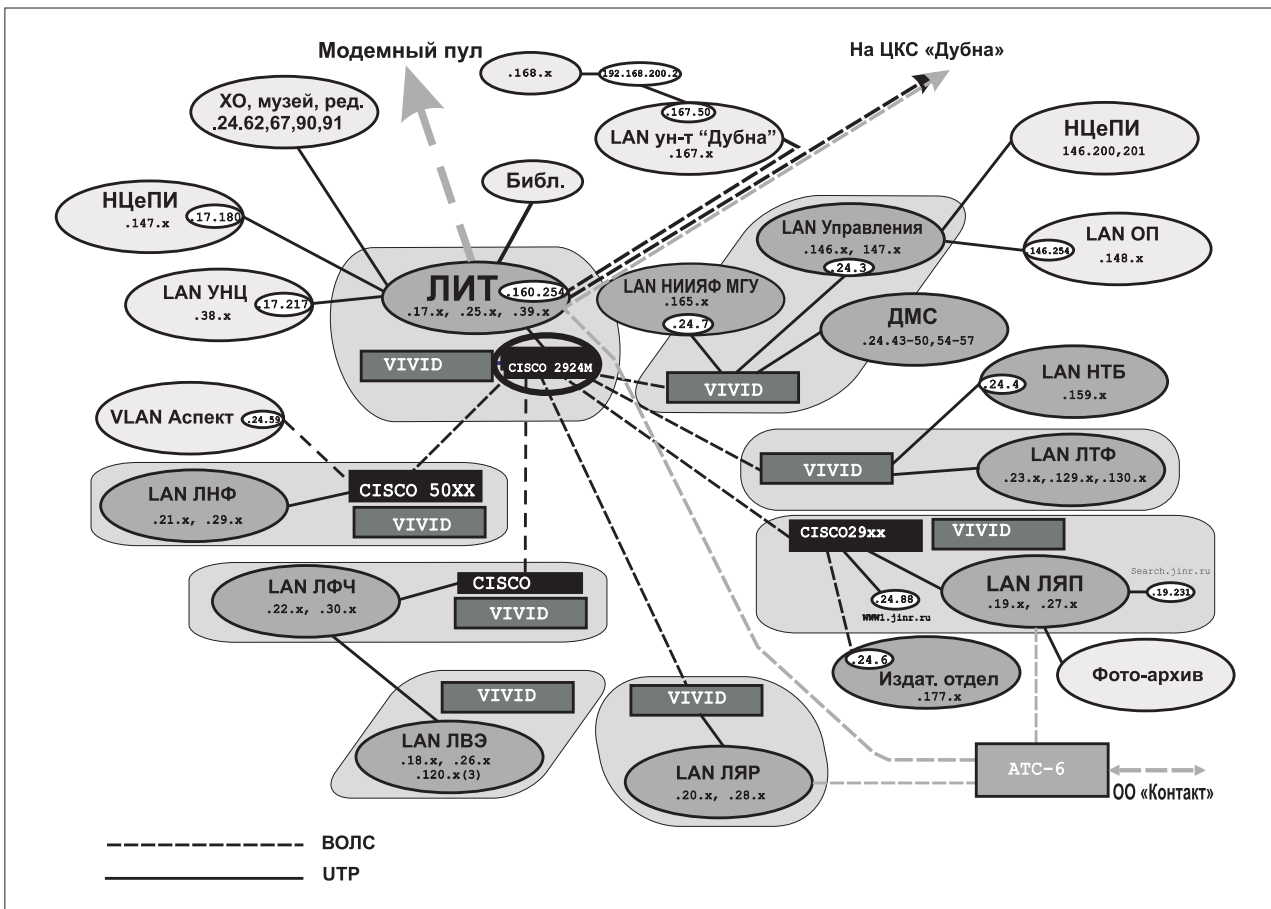 Модемный пул
На ЦКС «Дубна»
.168.x
192.168.200.2
ХО, музей, ред.
.24.62,67,90,91
.167.50
LAN ун-т “Дубна”
.167.x
НЦеПИ
146.200,201
Библ.
НЦеПИ
.147.x
.17.180
LAN Управления
.146.x, 147.x
.24.3
146.254
LAN ОП
.148.x
ЛИТ
.160.254
.17.x, .25.x, .39.x
LAN НИИЯФ МГУ
.165.x
.24.7
LAN УНЦ
.38.x
.17.217
ДМС
.24.43-50,54-57
VIVID
CISCO 2924M
VIVID
LAN НТБ
.24.4
.159.x
VLAN Аспект
.24.59
LAN ЛТФ
.23.x,.129.x,.130.x
VIVID
LAN ЛНФ
.21.x, .29.x
CISCO 50XX
VIVID
CISCO29xx
VIVID
LAN ЛЯП
.19.x, .27.x
Search.jinr.ru
.19.231
.24.88
WWW1.jinr.ru
LAN ЛФЧ
.22.x, .30.x
CISCO
VIVID
.24.6
Издат. отдел
.177.x
Фото-архив
VIVID
VIVID
LAN ЛВЭ
.18.x, .26.x
.120.x(3)
LAN ЛЯР
.20.x, .28.x
АТС-6
ОО «Контакт»
ВОЛС
UTP